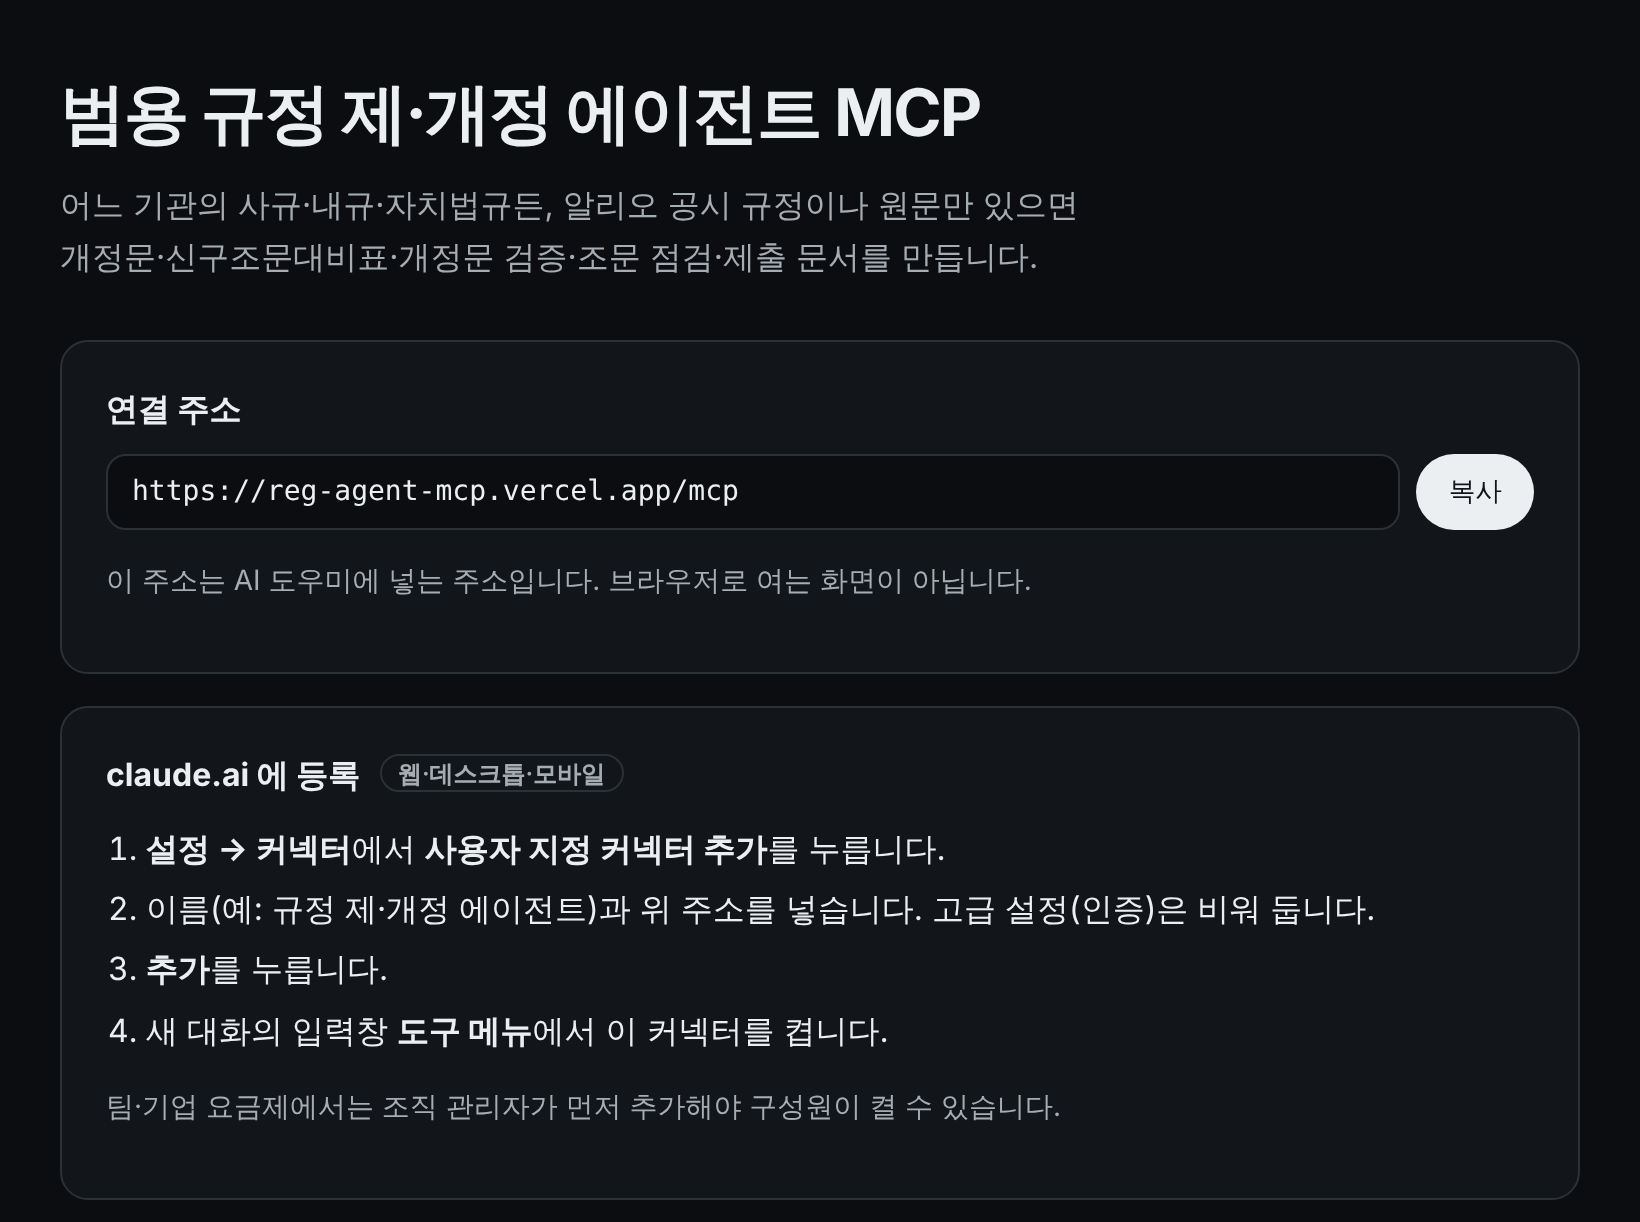 범용 규정 제·개정 에이전트 MCP
어느 기관의 사규·내규·자치법규든, 알리오 공시 규정이나 원문만 있으면
개정문·신구조문대비표·개정문 검증·조문 점검·제출 문서를 만듭니다.
연결 주소
https://reg-agent-mcp.vercel.app/mcp
복사
이 주소는 AI 도우미에 넣는 주소입니다. 브라우저로 여는 화면이 아닙니다.
claude.ai 에 등록 웹·데스크톱·모바일
1. 설정 → 커넥터에서 사용자 지정 커넥터 추가를 누릅니다.
2. 이름(예: 규정 제·개정 에이전트)과 위 주소를 넣습니다. 고급 설정(인증)은 비워 둡니다.
3. 추가를 누릅니다.
4. 새 대화의 입력창 도구 메뉴에서 이 커넥터를 켭니다.
팀·기업 요금제에서는 조직 관리자가 먼저 추가해야 구성원이 켤 수 있습니다.